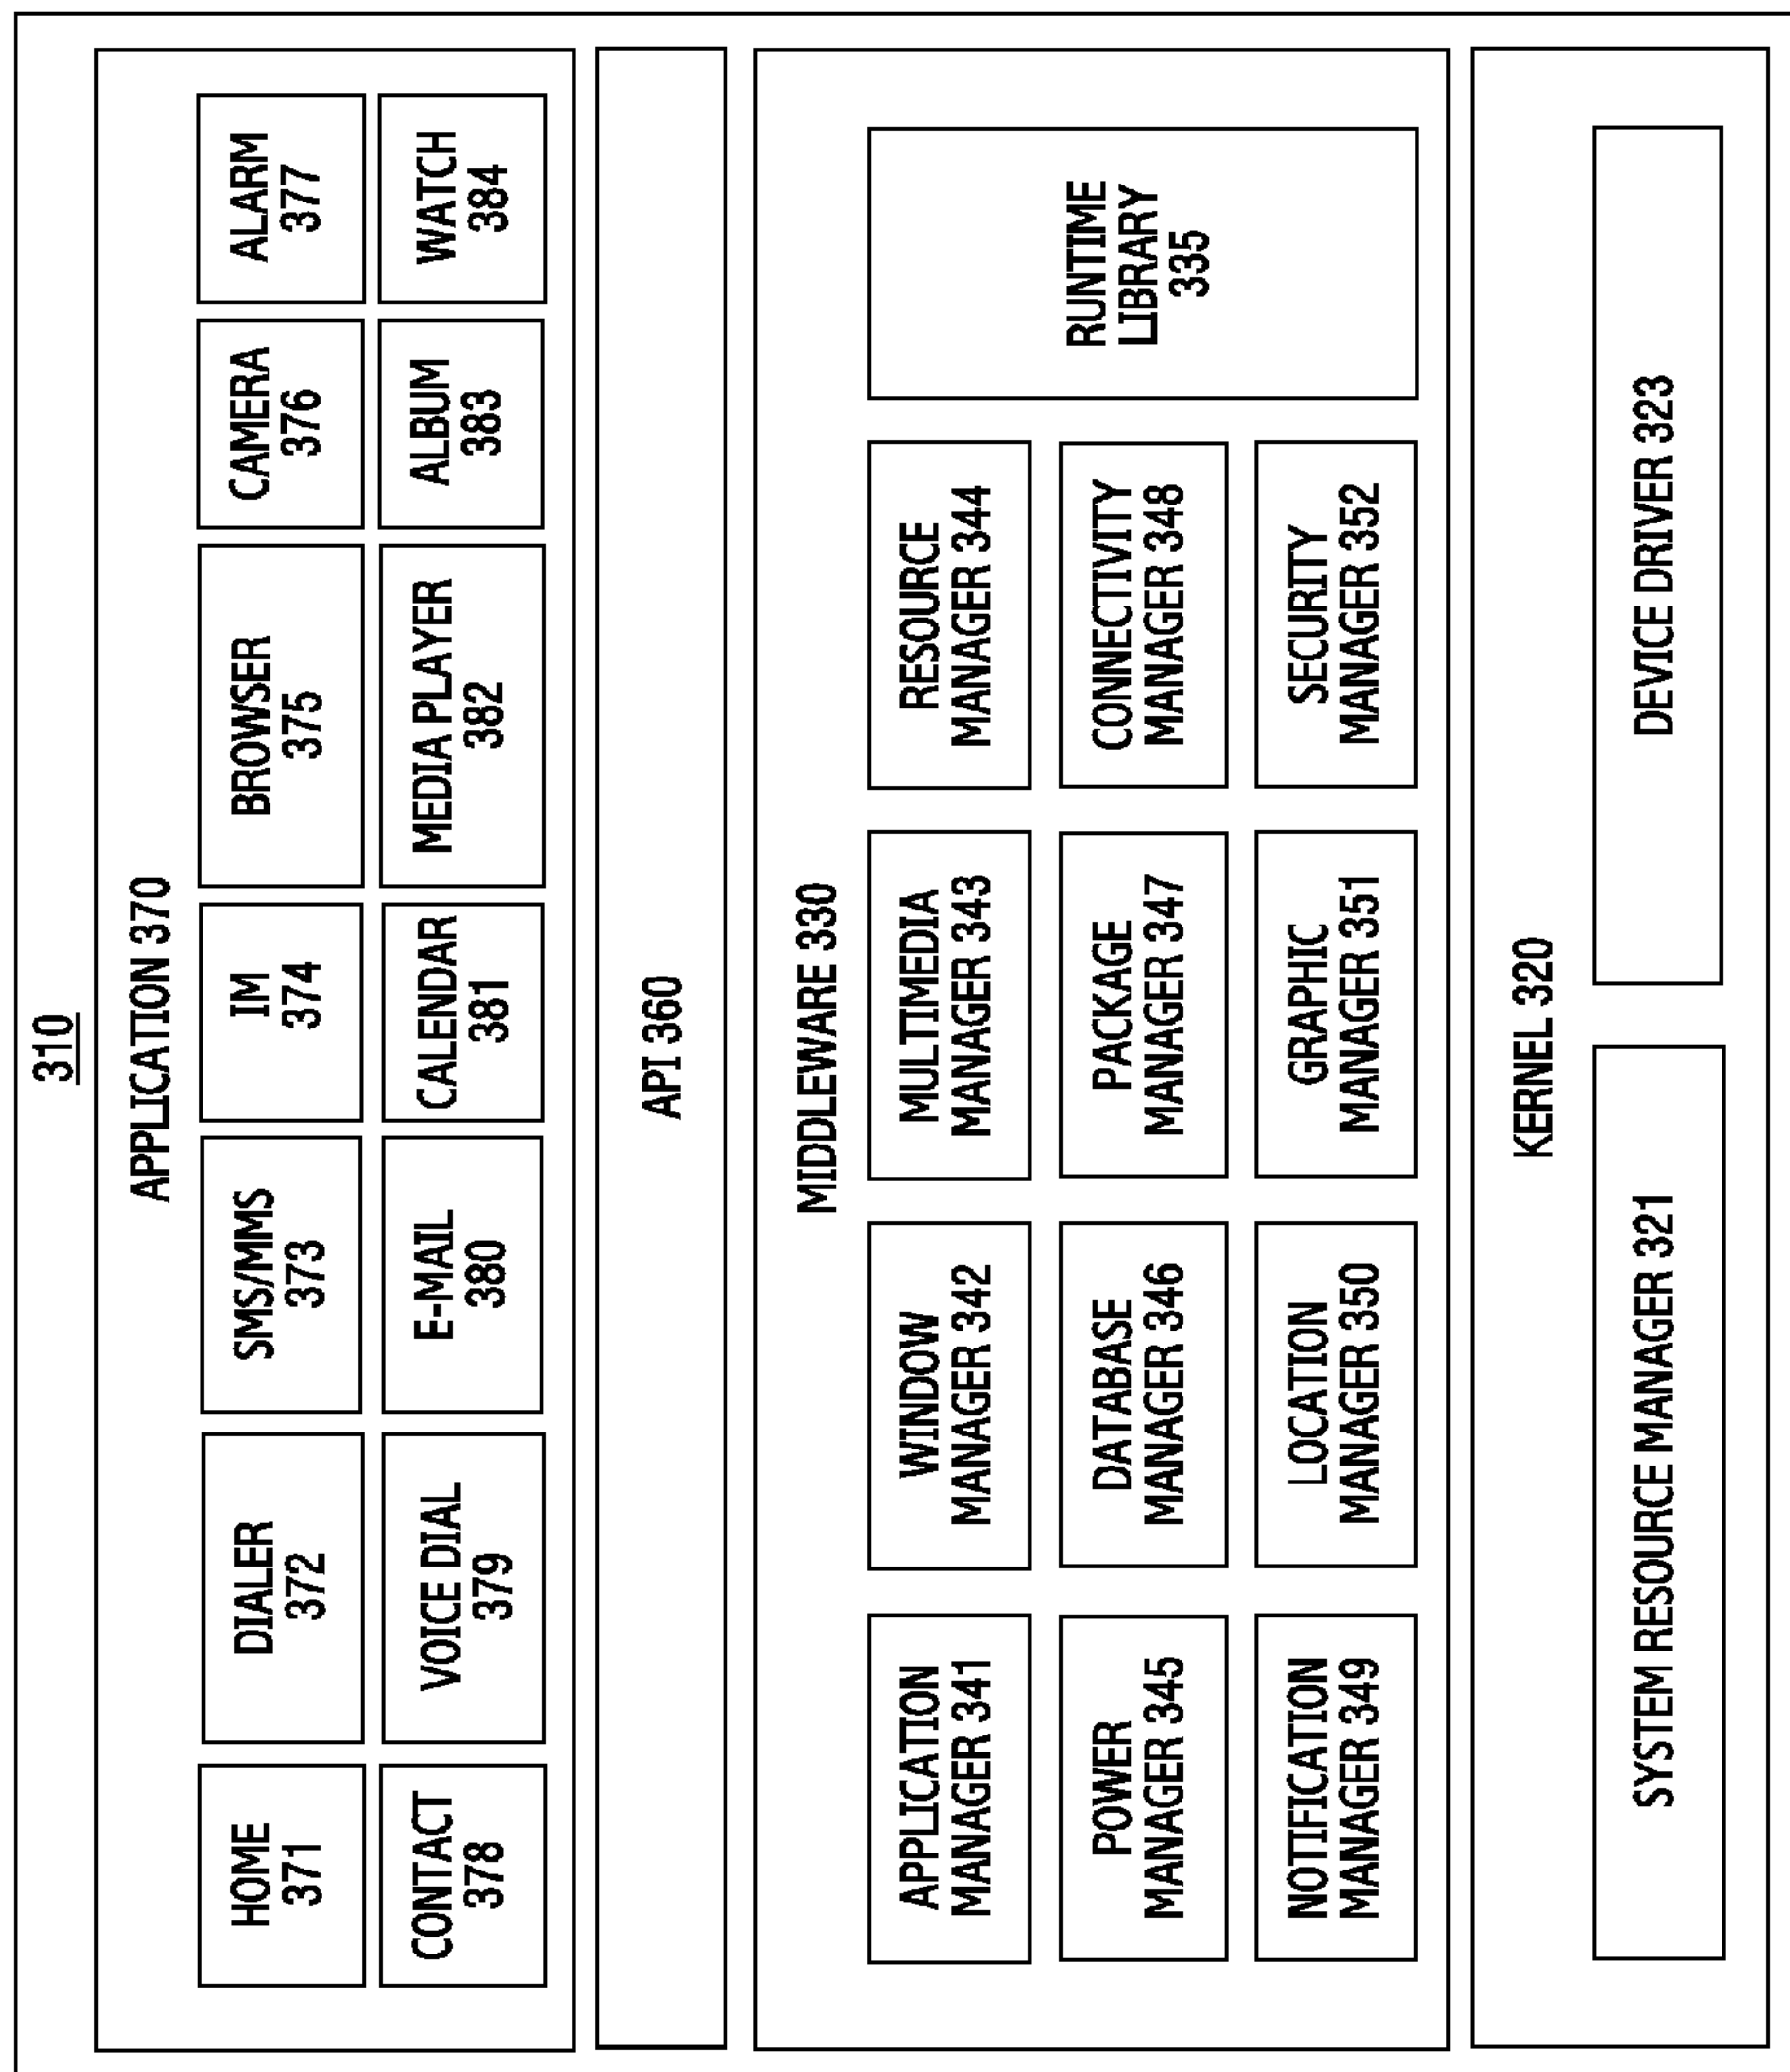 310
APPLICATION 370
HOME
371
DIALER
372
SMS/MMS
373
IM
374
BROWSER
375
CAMERA
376
ALARM
377
CONTACT
378
VOICE DIAL
379
E-MAIL
380
CALENDAR
381
MEDIA PLAYER
382
ALBUM
383
WATCH
384
API 360
MIDDLEWARE 330
APPLICATION
MANAGER 341
WINDOW
MANAGER 342
MULTIMEDIA
MANAGER 343
RESOURCE
MANAGER 344
POWER
MANAGER 345
DATABASE
MANAGER 346
PACKAGE
MANAGER 347
CONNECTIVITY
MANAGER 348
NOTIFICATION
MANAGER 349
LOCATION
MANAGER 350
GRAPHIC
MANAGER 351
SECURITY
MANAGER 352
RUNTIME
LIBRARY
335
KERNEL 320
SYSTEM RESOURCE MANAGER 321
DEVICE DRIVER 323